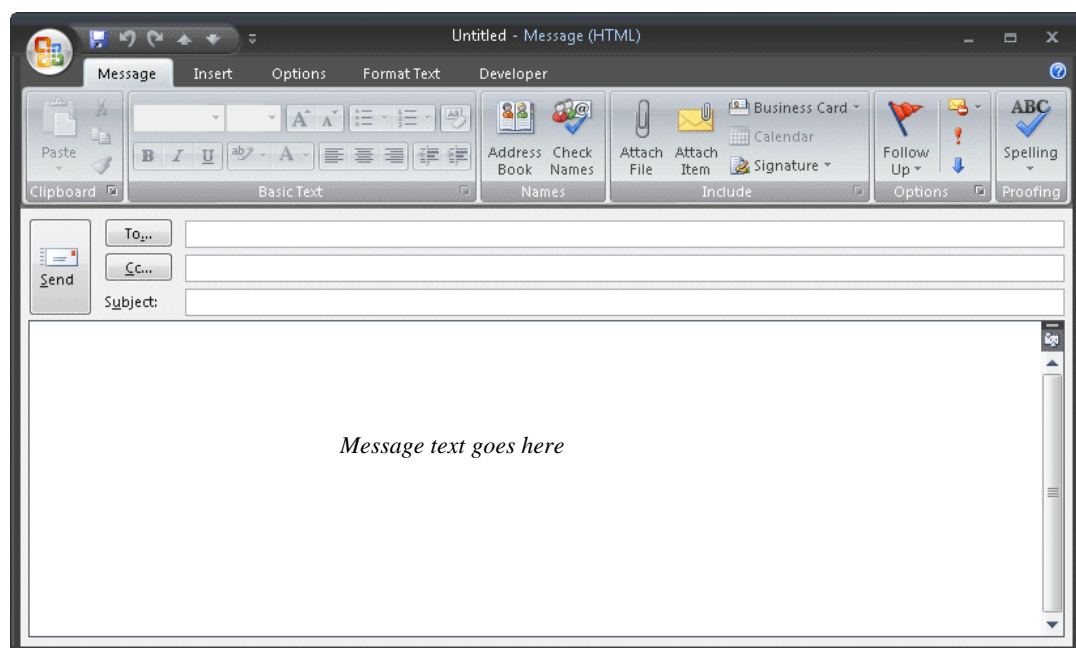 Untitled - Message (HTML)
Message Insert Options Format Text Developer
Paste
Clipboard
B I U ab A
A A
Basic Text
Address Book
Check Names
Names
Attach File
Attach Item
Business Card
Calendar
Signature
Include
Follow Up
Options
ABC
Spelling
Proofing
Send
To...
Cc...
Subject:
Message text goes here